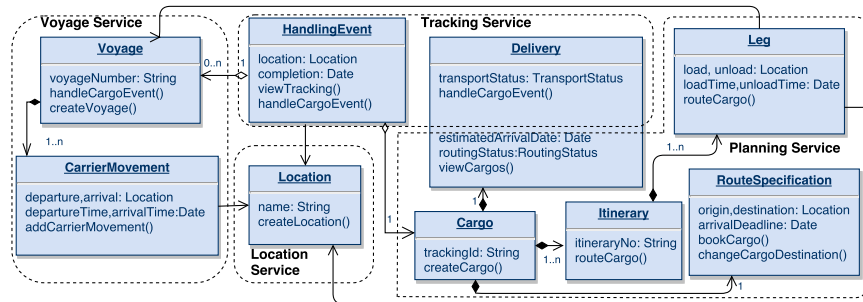 Voyage Service
Voyage
voyageNumber: String
handleCargoEvent()
createVoyage()
0..n
1
1..n
CarrierMovement
departure,arrival: Location
departureTime,arrivalTime:Date
addCarrierMovement()
HandlingEvent
location: Location
completion: Date
viewTracking()
handleCargoEvent()
Tracking Service
Delivery
transportStatus: TransportStatus
handleCargoEvent()
estimatedArrivalDate: Date
routingStatus:RoutingStatus
viewCargos()
Location
name: String
createLocation()
Location
Service
1
1
Cargo
trackingId: String
createCargo()
1..n
Itinerary
itineraryNo: String
routeCargo()
Leg
load, unload: Location
loadTime,unloadTime: Date
routeCargo()
1..n
Planning Service
RouteSpecification
origin,destination: Location
arrivalDeadline: Date
bookCargo()
changeCargoDestination()
1